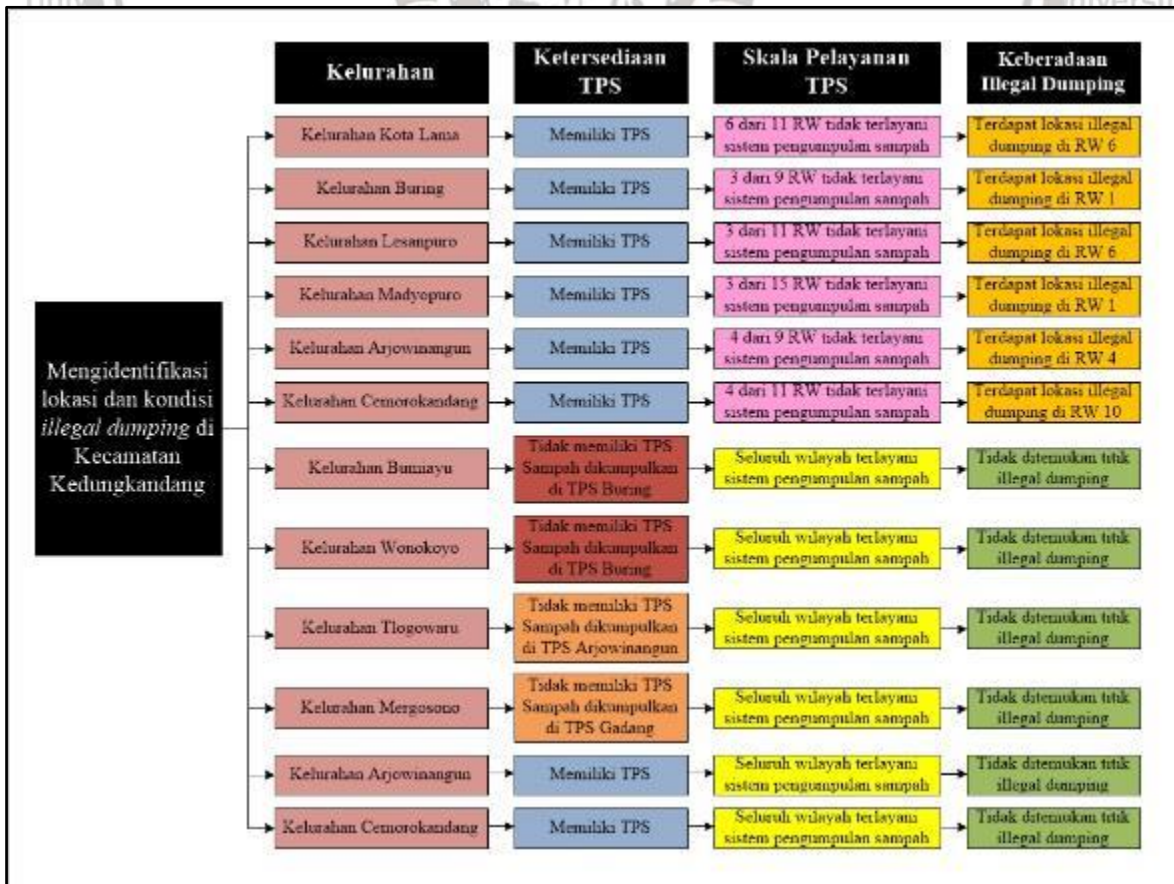 Kelurahan
Ketersediaan
TPS
Skala Pelayanan
TPS
Keberadaan
Illegal Dumping
Mengidentifikasi
lokasi dan kondisi
illegal dumping di
Kecamatan
Kedungkandang
Kelurahan Kota Lama
Memiliki TPS
6 dari 11 RW tidak terlayani
sistem pengumpulan sampah
Terdapat lokasi illegal
dumping di RW 6
Kelurahan Buring
Memiliki TPS
3 dari 9 RW tidak terlayani
sistem pengumpulan sampah
Terdapat lokasi illegal
dumping di RW 1
Kelurahan Lesanpuro
Memiliki TPS
3 dari 11 RW tidak terlayani
sistem pengumpulan sampah
Terdapat lokasi illegal
dumping di RW 6
Kelurahan Madyopuro
Memiliki TPS
3 dari 15 RW tidak terlayani
sistem pengumpulan sampah
Terdapat lokasi illegal
dumping di RW 1
Kelurahan Arjowinangun
Memiliki TPS
4 dari 9 RW tidak terlayani
sistem pengumpulan sampah
Terdapat lokasi illegal
dumping di RW 4
Kelurahan Cemorokandang
Memiliki TPS
4 dari 11 RW tidak terlayani
sistem pengumpulan sampah
Terdapat lokasi illegal
dumping di RW 10
Kelurahan Bumiayu
Tidak memiliki TPS
Sampah dikumpulkan
di TPS Buring
Seluruh wilayah terlayani
sistem pengumpulan sampah
Tidak ditemukan titik
illegal dumping
Kelurahan Wonokoyo
Tidak memiliki TPS
Sampah dikumpulkan
di TPS Buring
Seluruh wilayah terlayani
sistem pengumpulan sampah
Tidak ditemukan titik
illegal dumping
Kelurahan Tlogowaru
Tidak memiliki TPS
Sampah dikumpulkan
di TPS Arjowinangun
Seluruh wilayah terlayani
sistem pengumpulan sampah
Tidak ditemukan titik
illegal dumping
Kelurahan Mergosono
Tidak memiliki TPS
Sampah dikumpulkan
di TPS Gadang
Seluruh wilayah terlayani
sistem pengumpulan sampah
Tidak ditemukan titik
illegal dumping
Kelurahan Arjowinangun
Memiliki TPS
Seluruh wilayah terlayani
sistem pengumpulan sampah
Tidak ditemukan titik
illegal dumping
Kelurahan Cemorokandang
Memiliki TPS
Seluruh wilayah terlayani
sistem pengumpulan sampah
Tidak ditemukan titik
illegal dumping